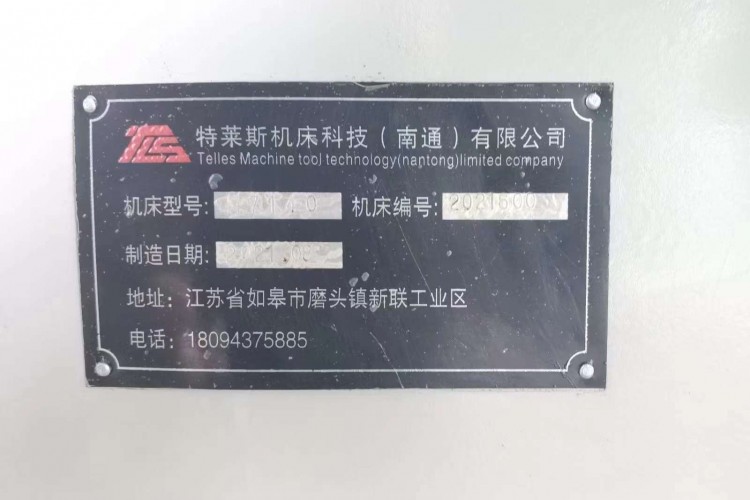 TLS 特莱斯机床科技(南通)有限公司
Telles Machine tool technology(nantong)limited company
机床型号: 机床编号:
制造日期:
地址: 江苏省如皋市磨头镇新联工业区
电话: 18094375885